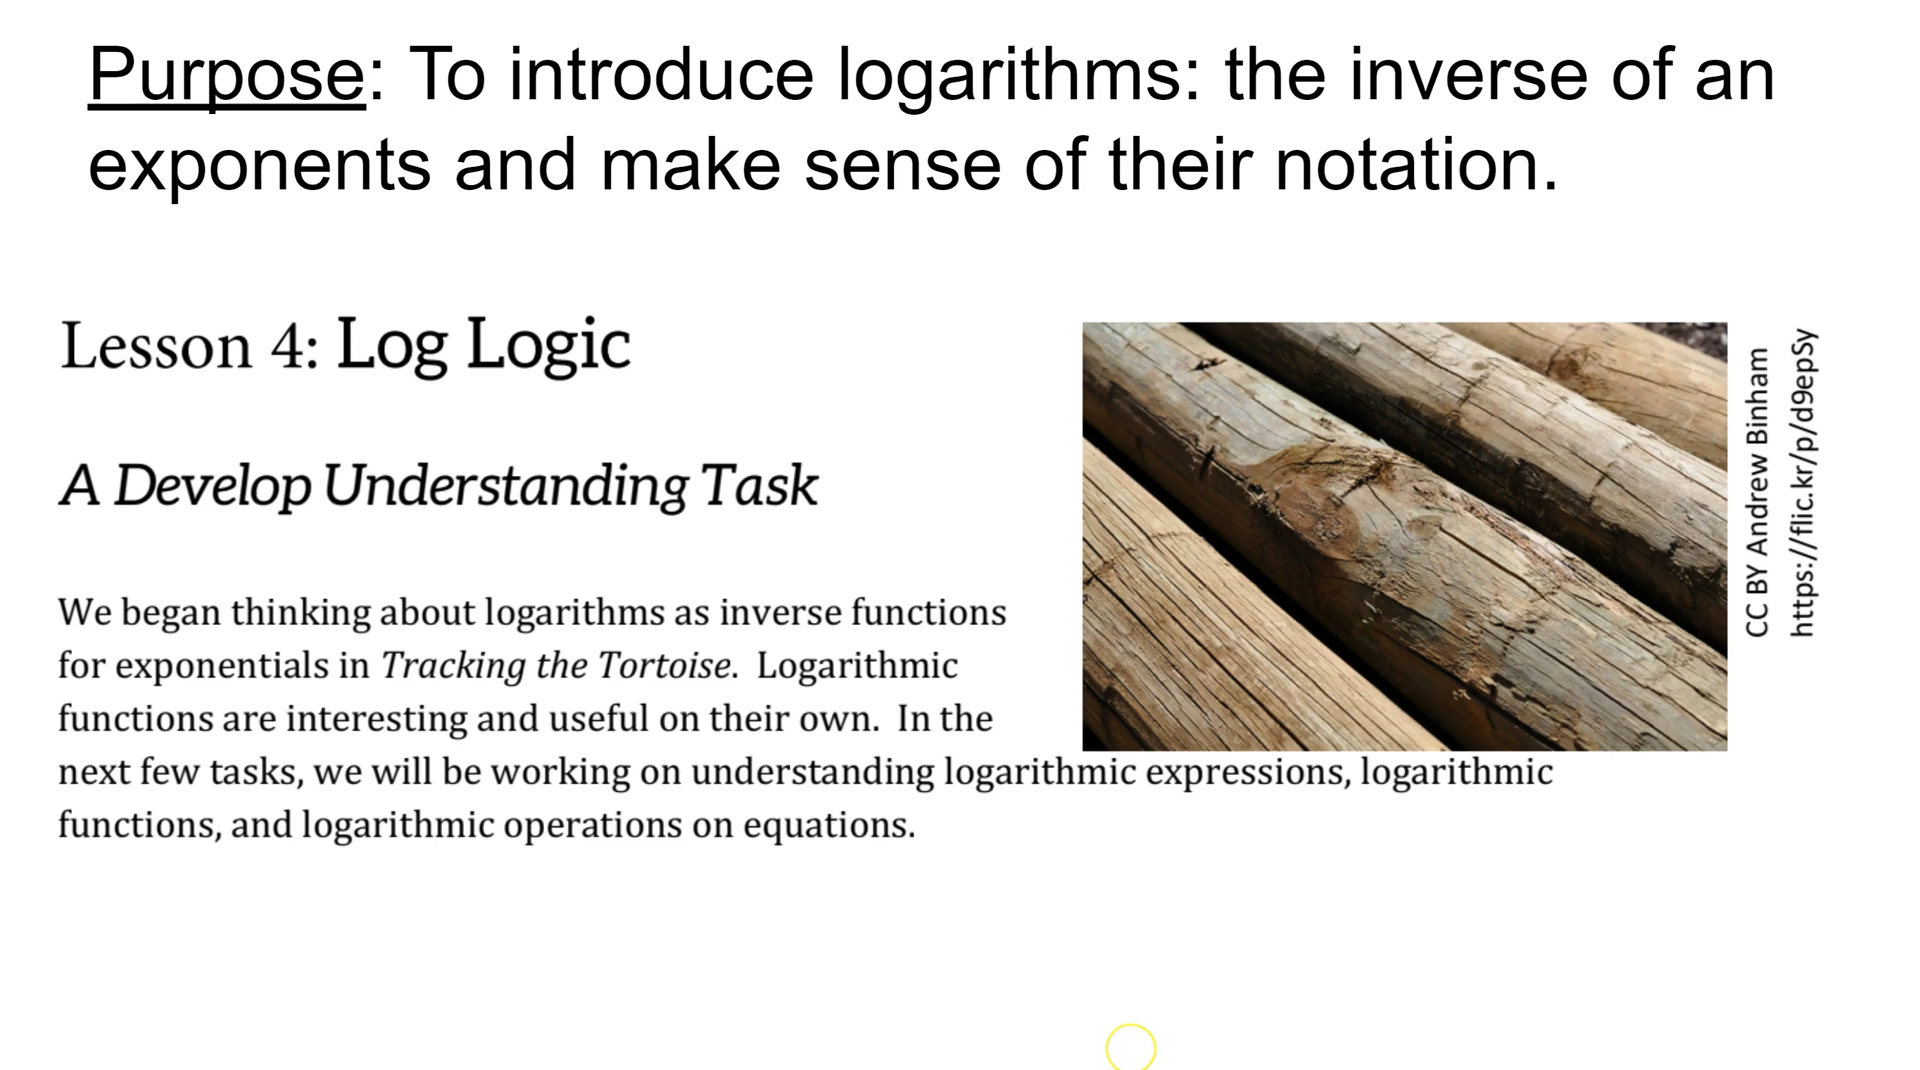 Purpose: To introduce logarithms: the inverse of an
exponents and make sense of their notation.
Lesson 4: Log Logic
A Develop Understanding Task
We began thinking about logarithms as inverse functions
for exponentials in Tracking the Tortoise. Logarithmic
functions are interesting and useful on their own. In the
next few tasks, we will be working on understanding logarithmic expressions, logarithmic
functions, and logarithmic operations on equations.
CC BY Andrew Binham
https://flic.kr/p/d9epSy